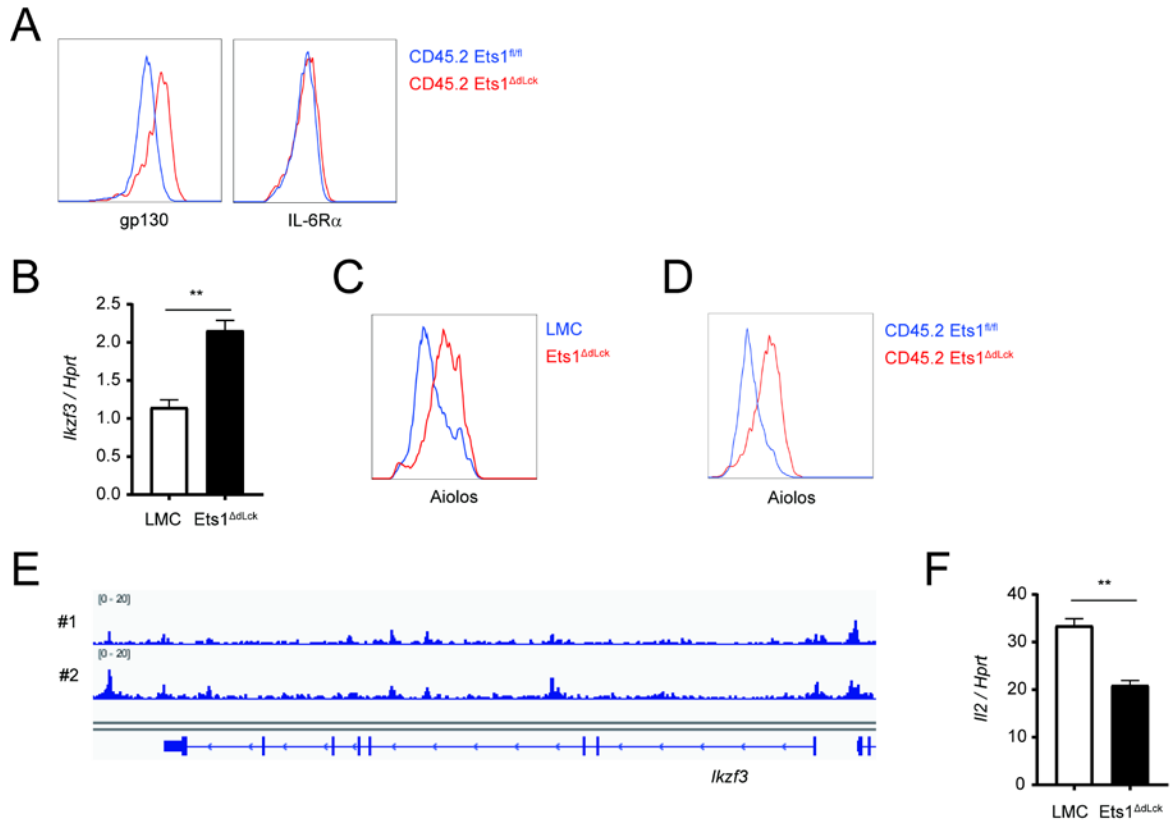 A
CD45.2 Ets1fl/fl
CD45.2 Ets1ΔdLck
gp130
IL-6Rα
B
**
2.5
2.0
1.5
1.0
0.5
0.0
Ikzf3 / Hprt
LMC Ets1ΔdLck
C
LMC
Ets1ΔdLck
Aiolos
D
CD45.2 Ets1fl/fl
CD45.2 Ets1ΔdLck
Aiolos
E
[0 - 20]
#1
[0 - 20]
#2
Ikzf3
F
**
40
30
20
10
0
Il2 / Hprt
LMC Ets1ΔdLck